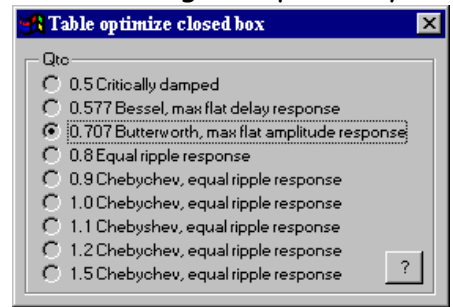 Table optimize closed box
Qtc
0.5 Critically damped
0.577 Bessel, max flat delay response
0.707 Butterworth, max flat amplitude response
0.8 Equal ripple response
0.9 Chebychev, equal ripple response
1.0 Chebychev, equal ripple response
1.1 Chebyshev, equal ripple response
1.2 Chebychev, equal ripple response
1.5 Chebychev, equal ripple response
?